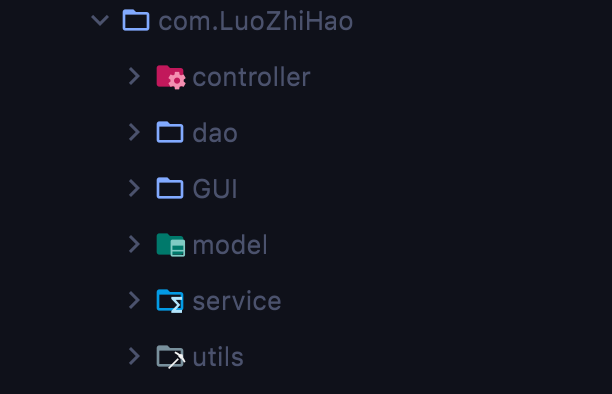 com.LuoZhiHao
controller
dao
GUI
model
service
utils